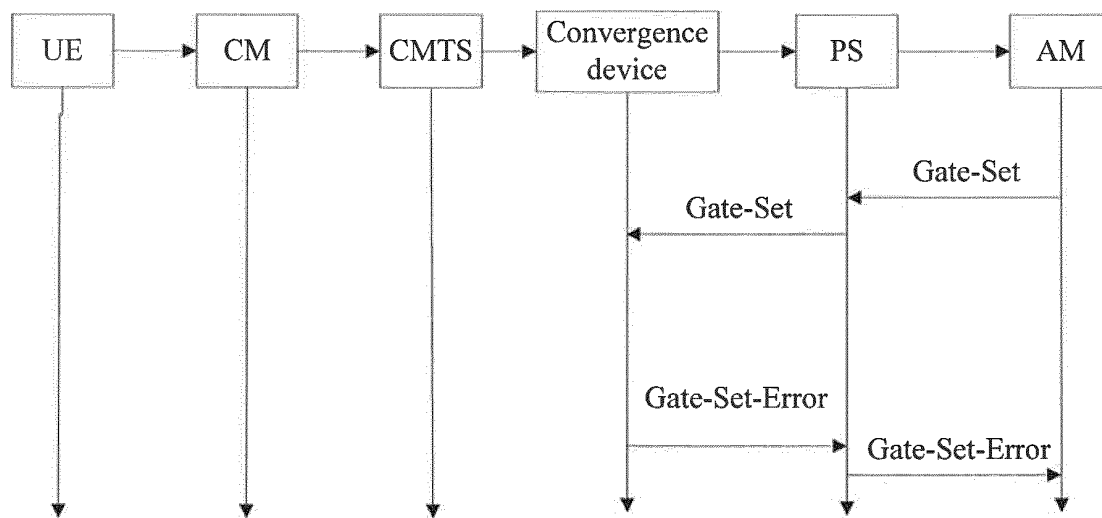 UE
CM
CMTS
Convergence
device
PS
AM
Gate-Set
Gate-Set
Gate-Set-Error
Gate-Set-Error